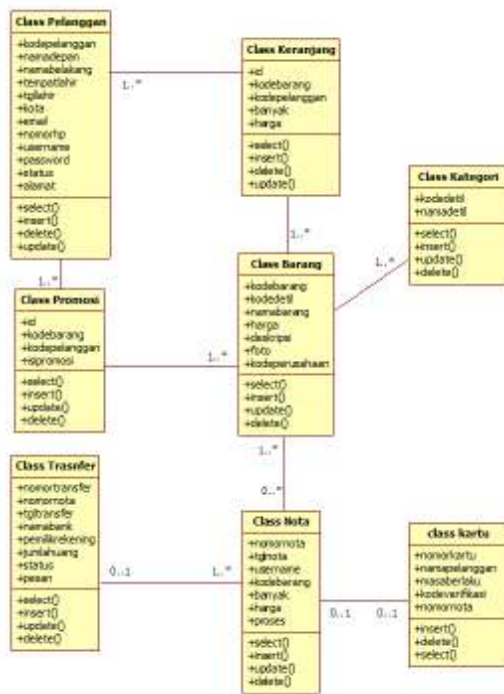 Class Pelanggan
+kodepelanggan
+namadepan
+namabelakang
+tempatlahir
+tgllahir
+kota
+email
+nomorhp
+username
+password
+status
+alamat
+select()
+insert()
+delete()
+update()
1..*
Class Keranjang
+id
+kodebarang
+kodepelanggan
+banyak
+harga
+select()
+insert()
+delete()
+update()
1..*
Class Kategori
+kodedetil
+namadetil
+select()
+insert()
+update()
+delete()
1..*
1..*
Class Promosi
+id
+kodebarang
+kodepelanggan
+isipromosi
+select()
+insert()
+update()
+delete()
1..*
Class Barang
+kodebarang
+kodedetil
+namabarang
+harga
+deskripsi
+foto
+kodeperusahaan
+select()
+insert()
+update()
+delete()
1..*
0..*
Class Trasnfer
+nomortransfer
+nomornota
+tgltransfer
+namabank
+pemilikrekening
+jumlahuang
+status
+pesan
+select()
+insert()
+update()
+delete()
0..1
1..*
Class Nota
+nomornota
+tglnota
+username
+kodebarang
+banyak
+harga
+proses
+select()
+insert()
+update()
+delete()
0..1
0..1
class kartu
+nomorkartu
+namapelanggan
+masaberlaku
+kodeverifikasi
+nomornota
+insert()
+delete()
+select()